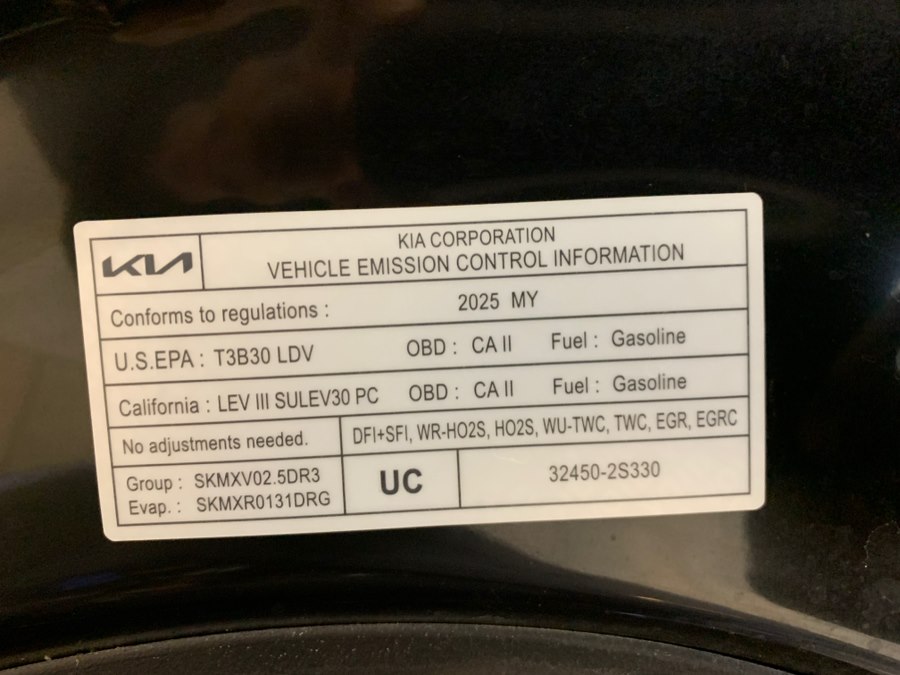 KIA
KIA CORPORATION
VEHICLE EMISSION CONTROL INFORMATION
Conforms to regulations : 2025 MY
U.S.EPA : T3B30 LDV OBD : CA II Fuel : Gasoline
California : LEV III SULEV30 PC OBD : CA II Fuel : Gasoline
No adjustments needed. DFI+SFI, WR-HO2S, HO2S, WU-TWC, TWC, EGR, EGRC
Group : SKMXV02.5DR3
Evap. : SKMXR0131DRG
UC
32450-2S330